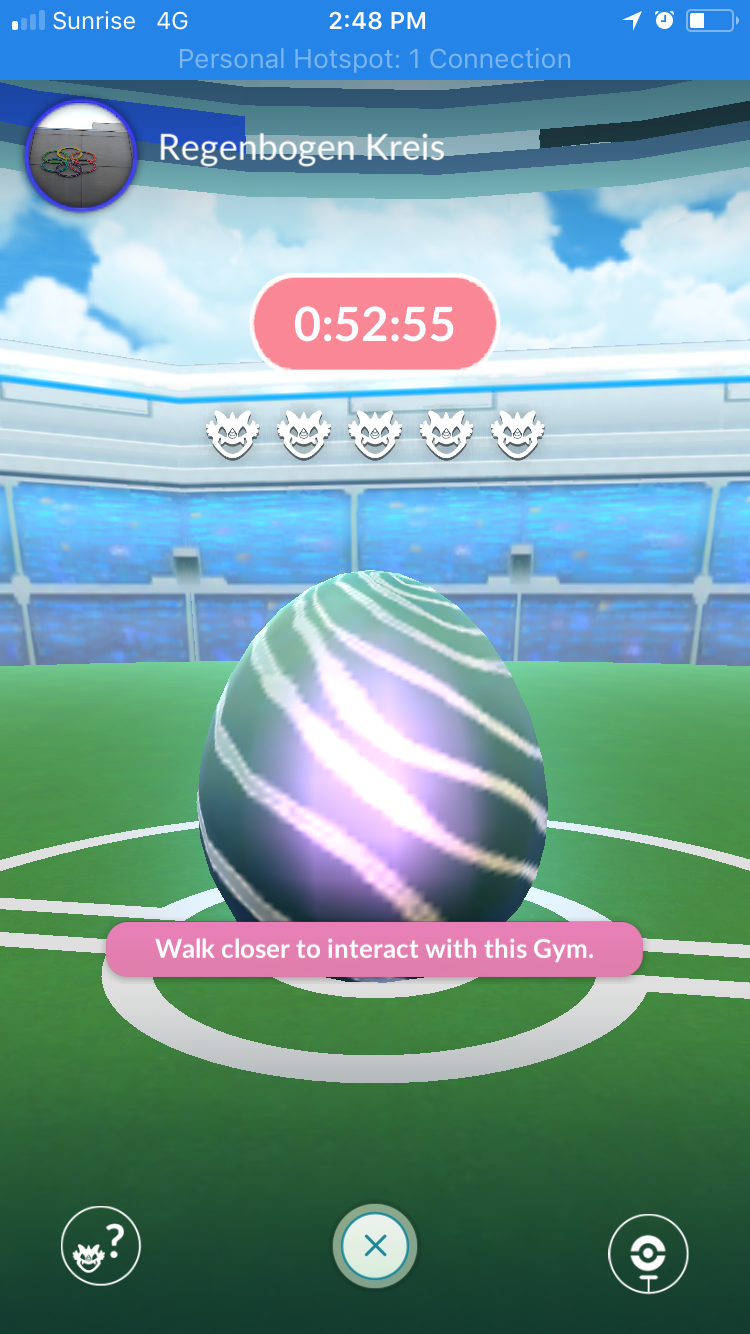 Sunrise 4G 2:48 PM
Personal Hotspot: 1 Connection
Regenbogen Kreis
0:52:55
Walk closer to interact with this Gym.
?